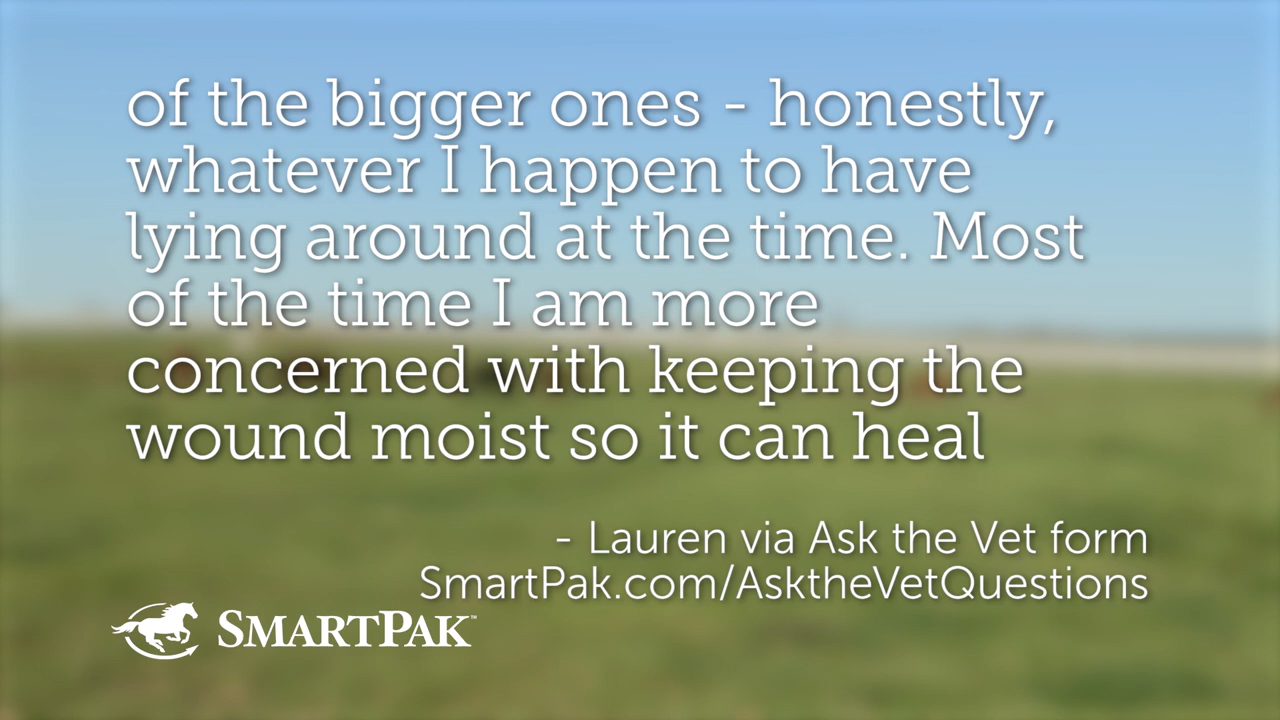 of the bigger ones - honestly,
whatever I happen to have
lying around at the time. Most
of the time I am more
concerned with keeping the
wound moist so it can heal
- Lauren via Ask the Vet form
SmartPak.com/AsktheVetQuestions
SMARTPAK™